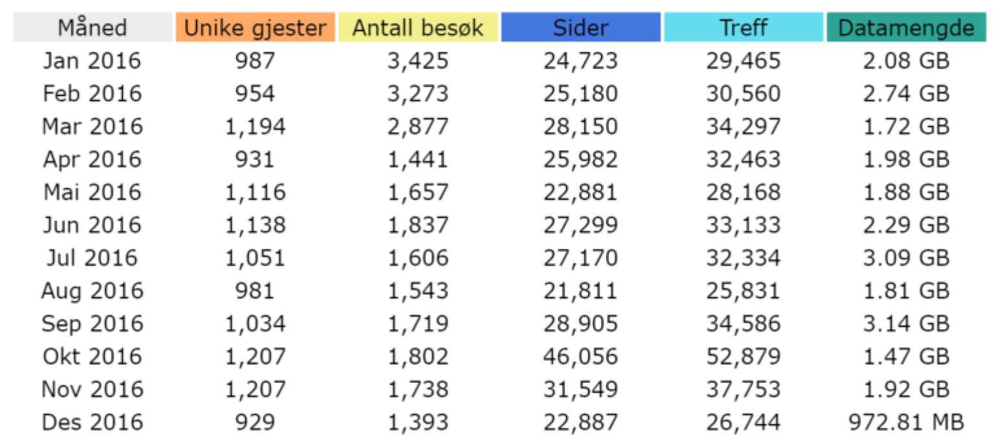 Måned Unike gjester Antall besøk Sider Treff Datamengde
Jan 2016 987 3,425 24,723 29,465 2.08 GB
Feb 2016 954 3,273 25,180 30,560 2.74 GB
Mar 2016 1,194 2,877 28,150 34,297 1.72 GB
Apr 2016 931 1,441 25,982 32,463 1.98 GB
Mai 2016 1,116 1,657 22,881 28,168 1.88 GB
Jun 2016 1,138 1,837 27,299 33,133 2.29 GB
Jul 2016 1,051 1,606 27,170 32,334 3.09 GB
Aug 2016 981 1,543 21,811 25,831 1.81 GB
Sep 2016 1,034 1,719 28,905 34,586 3.14 GB
Okt 2016 1,207 1,802 46,056 52,879 1.47 GB
Nov 2016 1,207 1,738 31,549 37,753 1.92 GB
Des 2016 929 1,393 22,887 26,744 972.81 MB